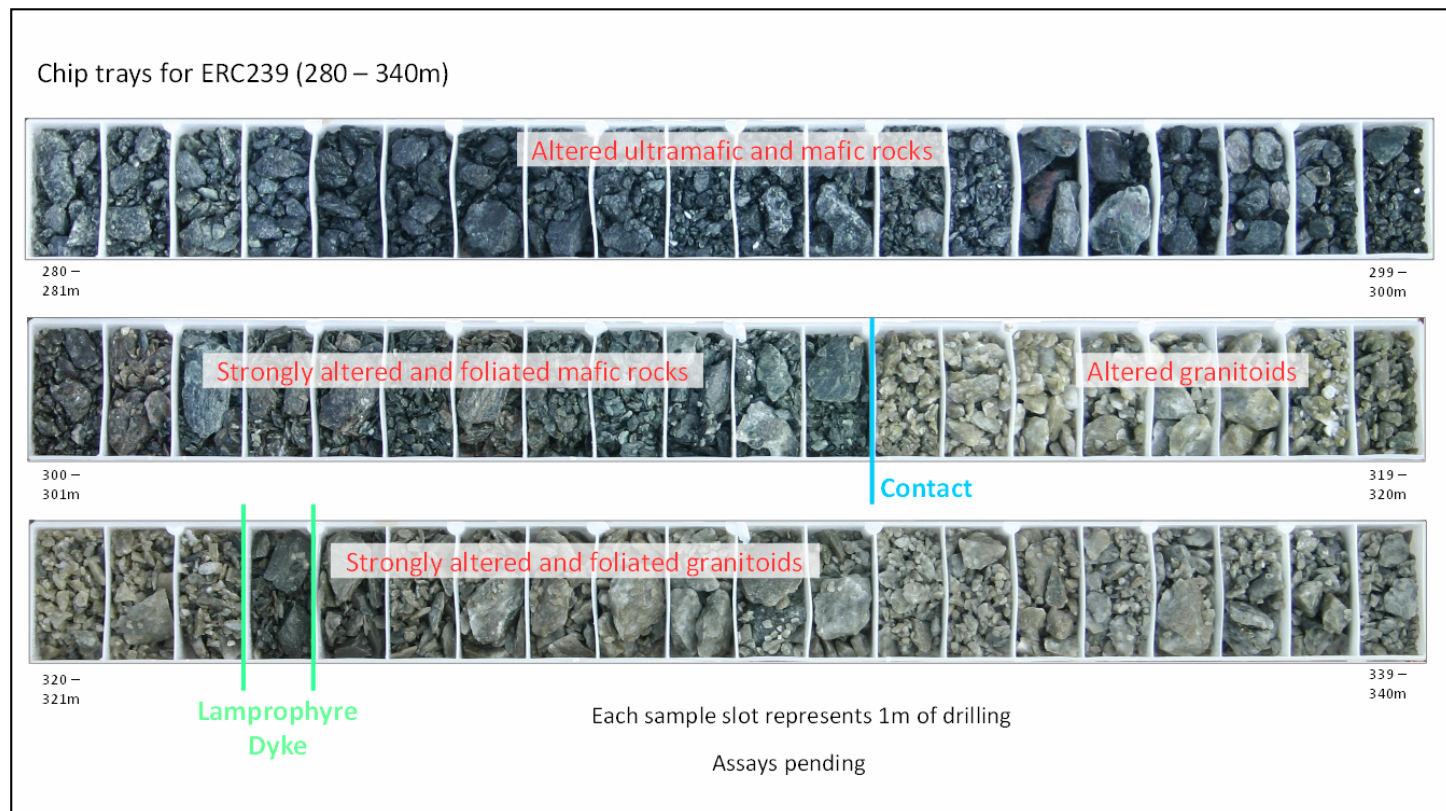 Chip trays for ERC239 (280 – 340m)
Altered ultramafic and mafic rocks
280 –
281m
299 –
300m
Strongly altered and foliated mafic rocks
Altered granitoids
300 –
301m
Contact
319 –
320m
Strongly altered and foliated granitoids
320 –
321m
339 –
340m
Lamprophyre
Dyke
Each sample slot represents 1m of drilling
Assays pending